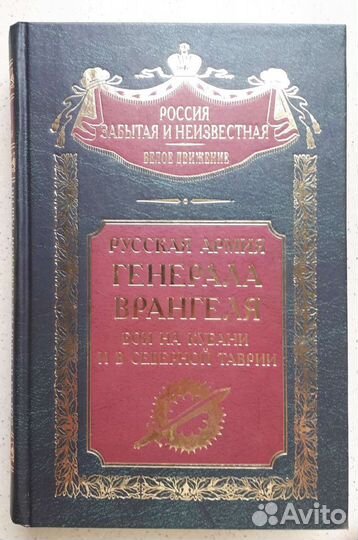 РОССИЯ
ЗАБЫТАЯ И НЕИЗВЕСТНАЯ
БЕЛОЕ ДВИЖЕНИЕ
РУССКАЯ АРМИЯ
ГЕНЕРАЛА
ВРАНГЕЛЯ
БОИ НА КУБАНИ
И В СЕВЕРНОЙ ТАВРИИ
Avito